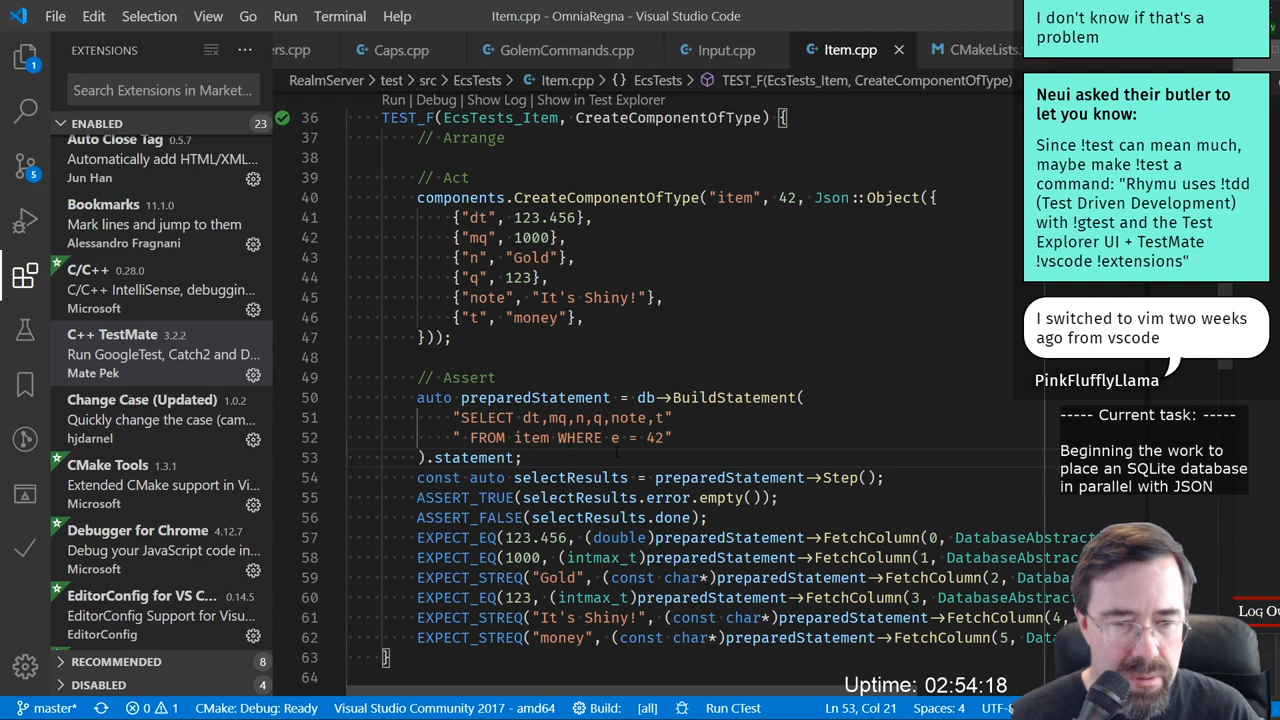 File Edit Selection View Go Run Terminal Help
Item.cpp - OmniaRegna - Visual Studio Code
EXTENSIONS
Search Extensions in Market...
ENABLED 23
Auto Close Tag 0.5.7
Automatically add HTML/XML...
Jun Han
Bookmarks 11.1.0
Mark lines and jump to them
Alessandro Fragnani
C/C++ 0.28.0
C/C++ IntelliSense, debuggin...
Microsoft
C++ TestMate 3.2.2
Run GoogleTest, Catch2 and D...
Mate Pek
Change Case (Updated) 1.0.2
Quickly change the case (cam...
hjdarnel
CMake Tools 1.3.1
Extended CMake support in Vi...
Microsoft
Debugger for Chrome 4.12.7
Debug your JavaScript code in...
Microsoft
EditorConfig for VS C... 0.14.5
EditorConfig Support for Visu...
EditorConfig
RECOMMENDED 8
DISABLED 4
1
5
ers.cpp Caps.cpp GolemCommands.cpp Input.cpp Item.cpp CMakeLists.
RealmServer > test > src > EcsTests > Item.cpp > {} EcsTests > TEST_F(EcsTests_Item, CreateComponentOfType)
Run | Debug | Show Log | Show in Test Explorer
36 TEST_F(EcsTests_Item, CreateComponentOfType) {
37 // Arrange
38
39 // Act
40 components.CreateComponentOfType("item", 42, Json::Object({
41 {"dt", 123.456},
42 {"mq", 1000},
43 {"n", "Gold"},
44 {"q", 123},
45 {"note", "It's Shiny!"},
46 {"t", "money"},
47 }));
48
49 // Assert
50 auto preparedStatement = db->BuildStatement(
51 "SELECT dt,mq,n,q,note,t"
52 " FROM item WHERE e = 42"
53 ).statement;
54 const auto selectResults = preparedStatement->Step();
55 ASSERT_TRUE(selectResults.error.empty());
56 ASSERT_FALSE(selectResults.done);
57 EXPECT_EQ(123.456, (double)preparedStatement->FetchColumn(0, DatabaseAbstract
58 EXPECT_EQ(1000, (intmax_t)preparedStatement->FetchColumn(1, DatabaseAbstract
59 EXPECT_STREQ("Gold", (const char*)preparedStatement->FetchColumn(2, Datab
60 EXPECT_EQ(123, (intmax_t)preparedStatement->FetchColumn(3, Database
61 EXPECT_STREQ("It's Shiny!", (const char*)preparedStatement->FetchColumn(4,
62 EXPECT_STREQ("money", (const char*)preparedStatement->FetchColumn(5, Dat
63 }
64
I don't know if that's a
problem
Neui asked their butler to
let you know:
Since !test can mean much,
maybe make !test a
command: "Rhymu uses !tdd
(Test Driven Development)
with !gtest and the Test
Explorer UI + TestMate
!vscode !extensions"
I switched to vim two weeks
ago from vscode
PinkFlufflyLlama
----- Current task: -----
Beginning the work to
place an SQLite database
in parallel with JSON
Log Ou
Uptime: 02:54:18
master* 0 1 CMake: Debug: Ready Visual Studio Community 2017 - amd64 Build: [all] Run CTest Ln 53, Col 21 Spaces: 4 UTF-8